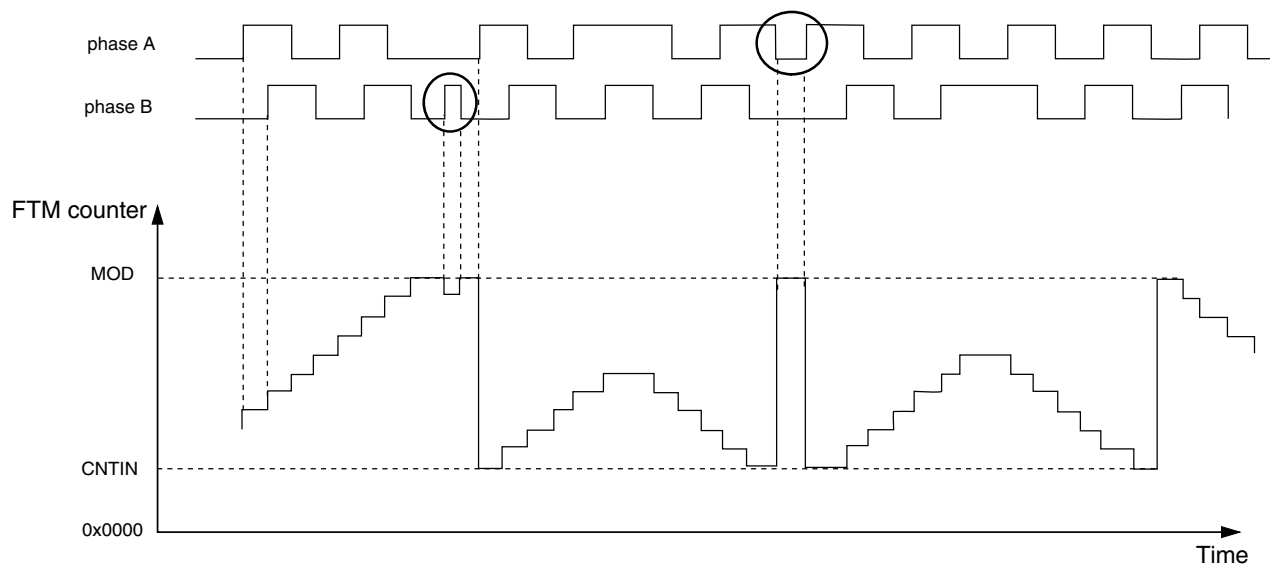 phase A
phase B
FTM counter
MOD
CNTIN
0x0000
Time